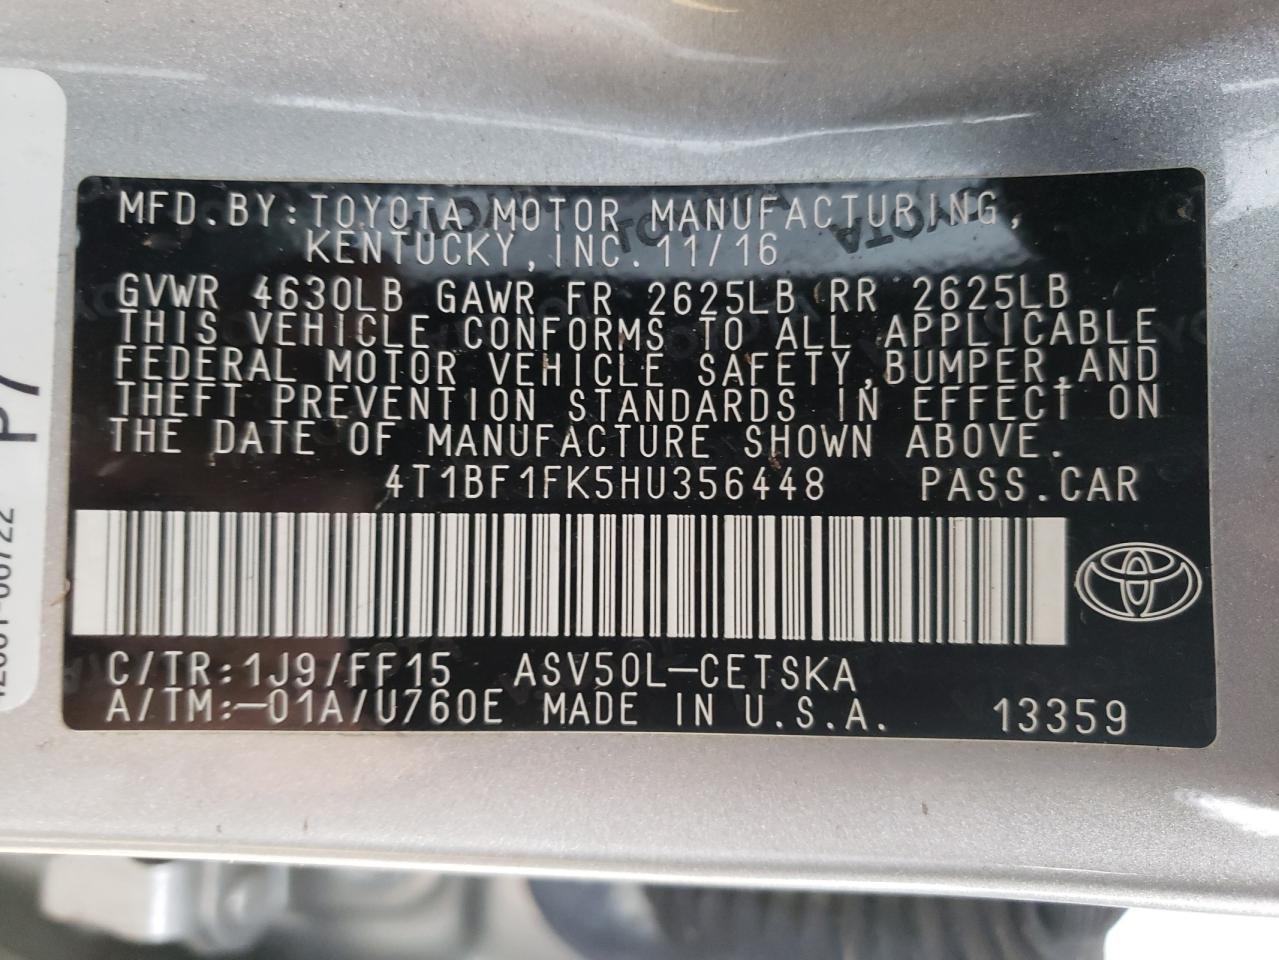 MFD.BY:TOYOTA MOTOR MANUFACTURING,
KENTUCKY,INC.11/16
GVWR 4630LB GAWR FR 2625LB RR 2625LB
THIS VEHICLE CONFORMS TO ALL APPLICABLE
FEDERAL MOTOR VEHICLE SAFETY,BUMPER,AND
THEFT PREVENTION STANDARDS IN EFFECT ON
THE DATE OF MANUFACTURE SHOWN ABOVE.
4T1BF1FK5HU356448 PASS.CAR
C/TR:1J9/FF15 ASV50L-CETSKA
A/TM:-01A/U760E MADE IN U.S.A. 13359
P7